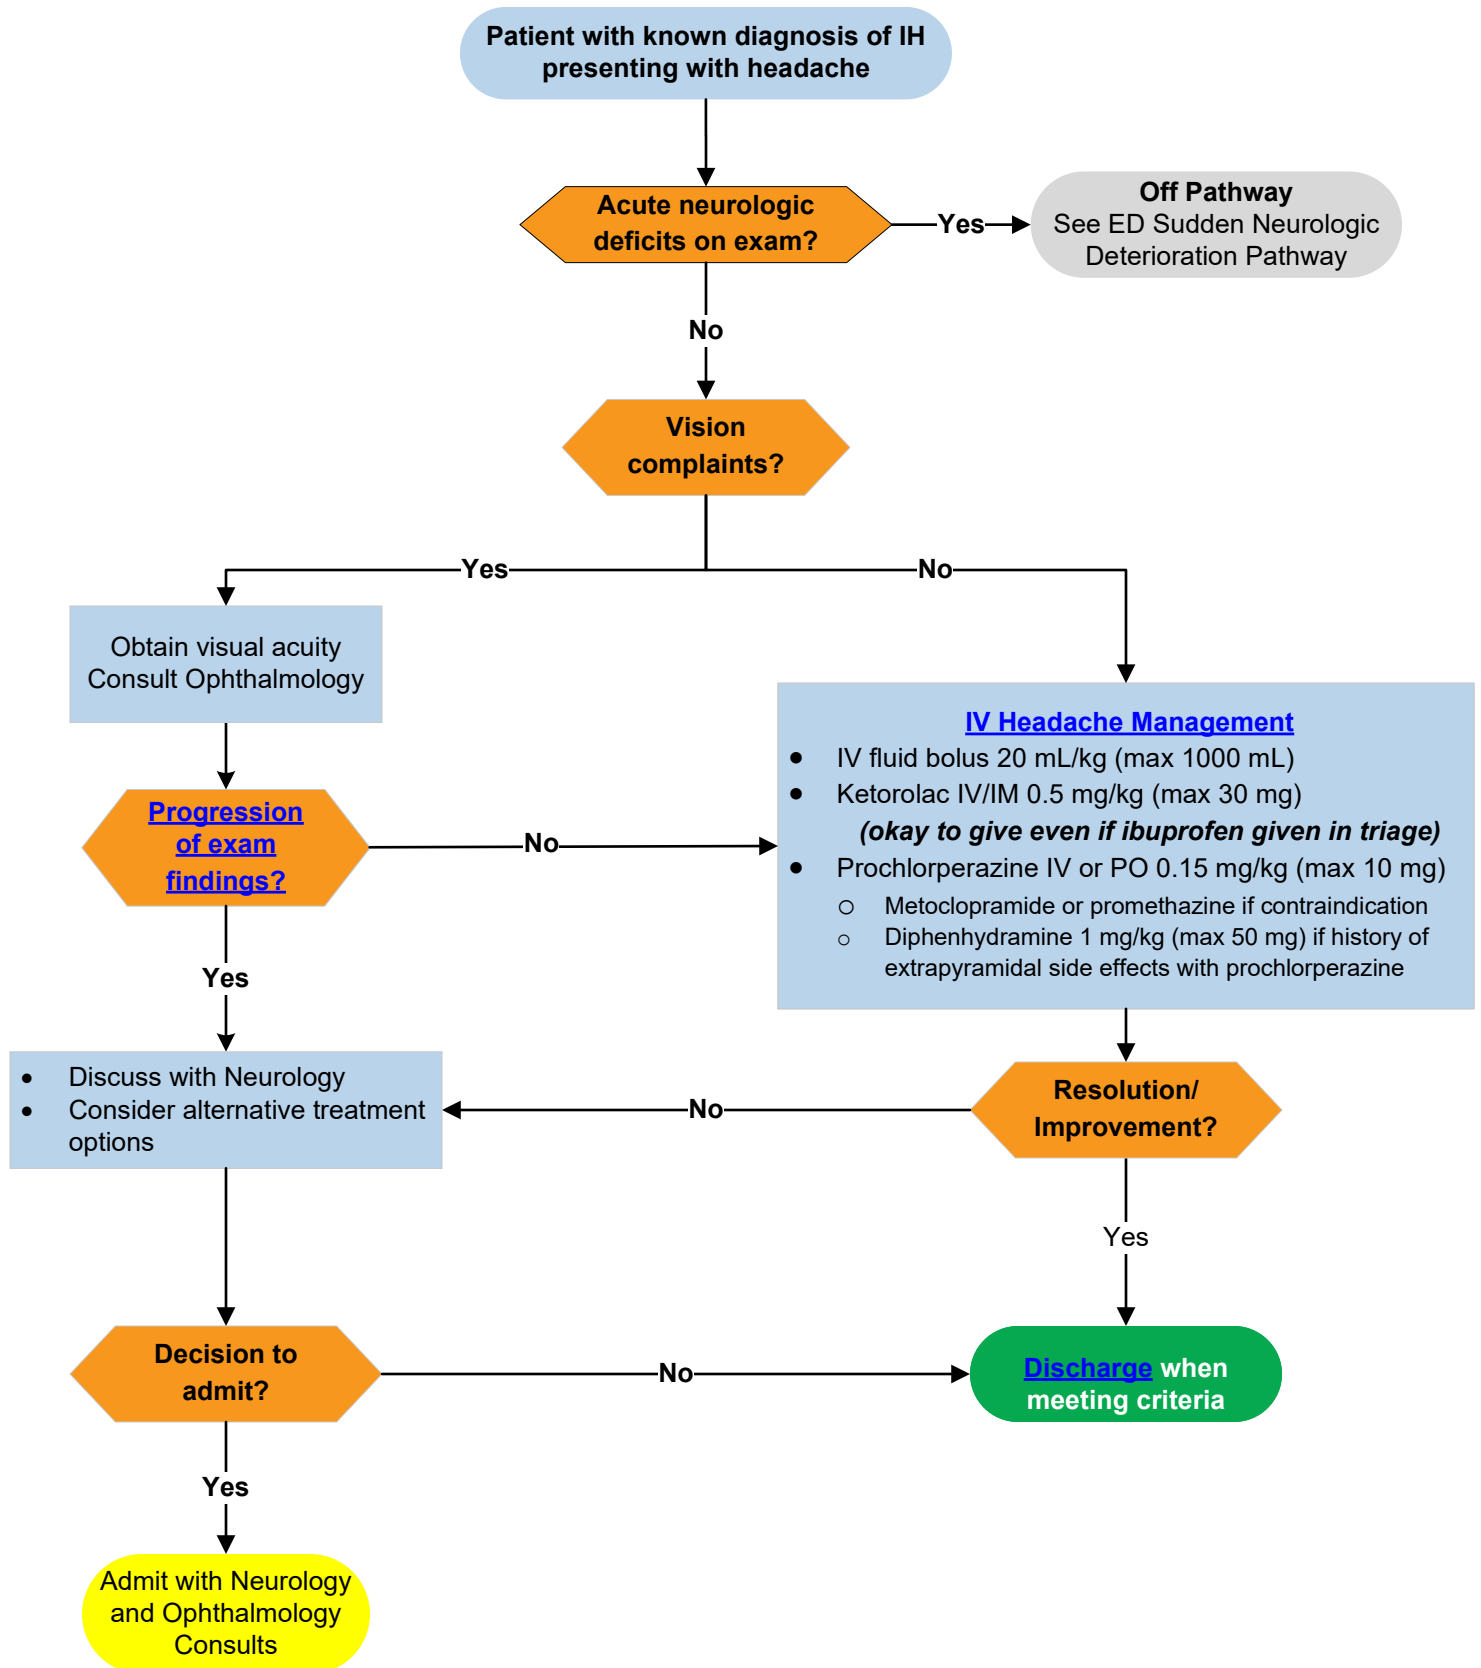 Patient with known diagnosis of IH
presenting with headache
Acute neurologic
deficits on exam?
Yes
Off Pathway
See ED Sudden Neurologic
Deterioration Pathway
No
Vision
complaints?
Yes
No
Obtain visual acuity
Consult Ophthalmology
IV Headache Management
● IV fluid bolus 20 mL/kg (max 1000 mL)
● Ketorolac IV/IM 0.5 mg/kg (max 30 mg)
(okay to give even if ibuprofen given in triage)
● Prochlorperazine IV or PO 0.15 mg/kg (max 10 mg)
○ Metoclopramide or promethazine if contraindication
○ Diphenhydramine 1 mg/kg (max 50 mg) if history of
extrapyramidal side effects with prochlorperazine
Progression
of exam
findings?
No
Yes
• Discuss with Neurology
• Consider alternative treatment
options
No
Resolution/
Improvement?
Yes
Decision to
admit?
No
Discharge when
meeting criteria
Yes
Admit with Neurology
and Ophthalmology
Consults